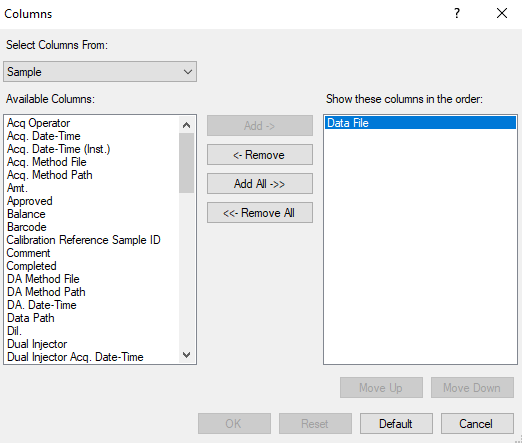 Columns
?
Select Columns From:
Sample
Available Columns:
Show these columns in the order:
Acq Operator
Acq. Date-Time
Acq. Date-Time (Inst.)
Acq. Method File
Acq. Method Path
Amt.
Approved
Balance
Barcode
Calibration Reference Sample ID
Comment
Completed
DA Method File
DA Method Path
DA. Date-Time
Data Path
Dil.
Dual Injector
Dual Injector Acq. Date-Time
Add ->
<- Remove
Add All ->>
<<- Remove All
Data File
Move Up
Move Down
OK
Reset
Default
Cancel